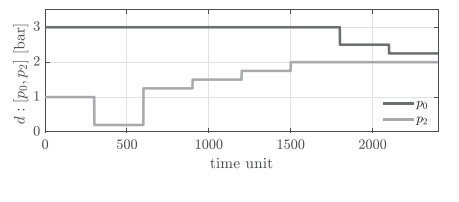 d : [p₀, p₂] [bar]
3
2
1
0
p₀
p₂
0 500 1000 1500 2000
time unit